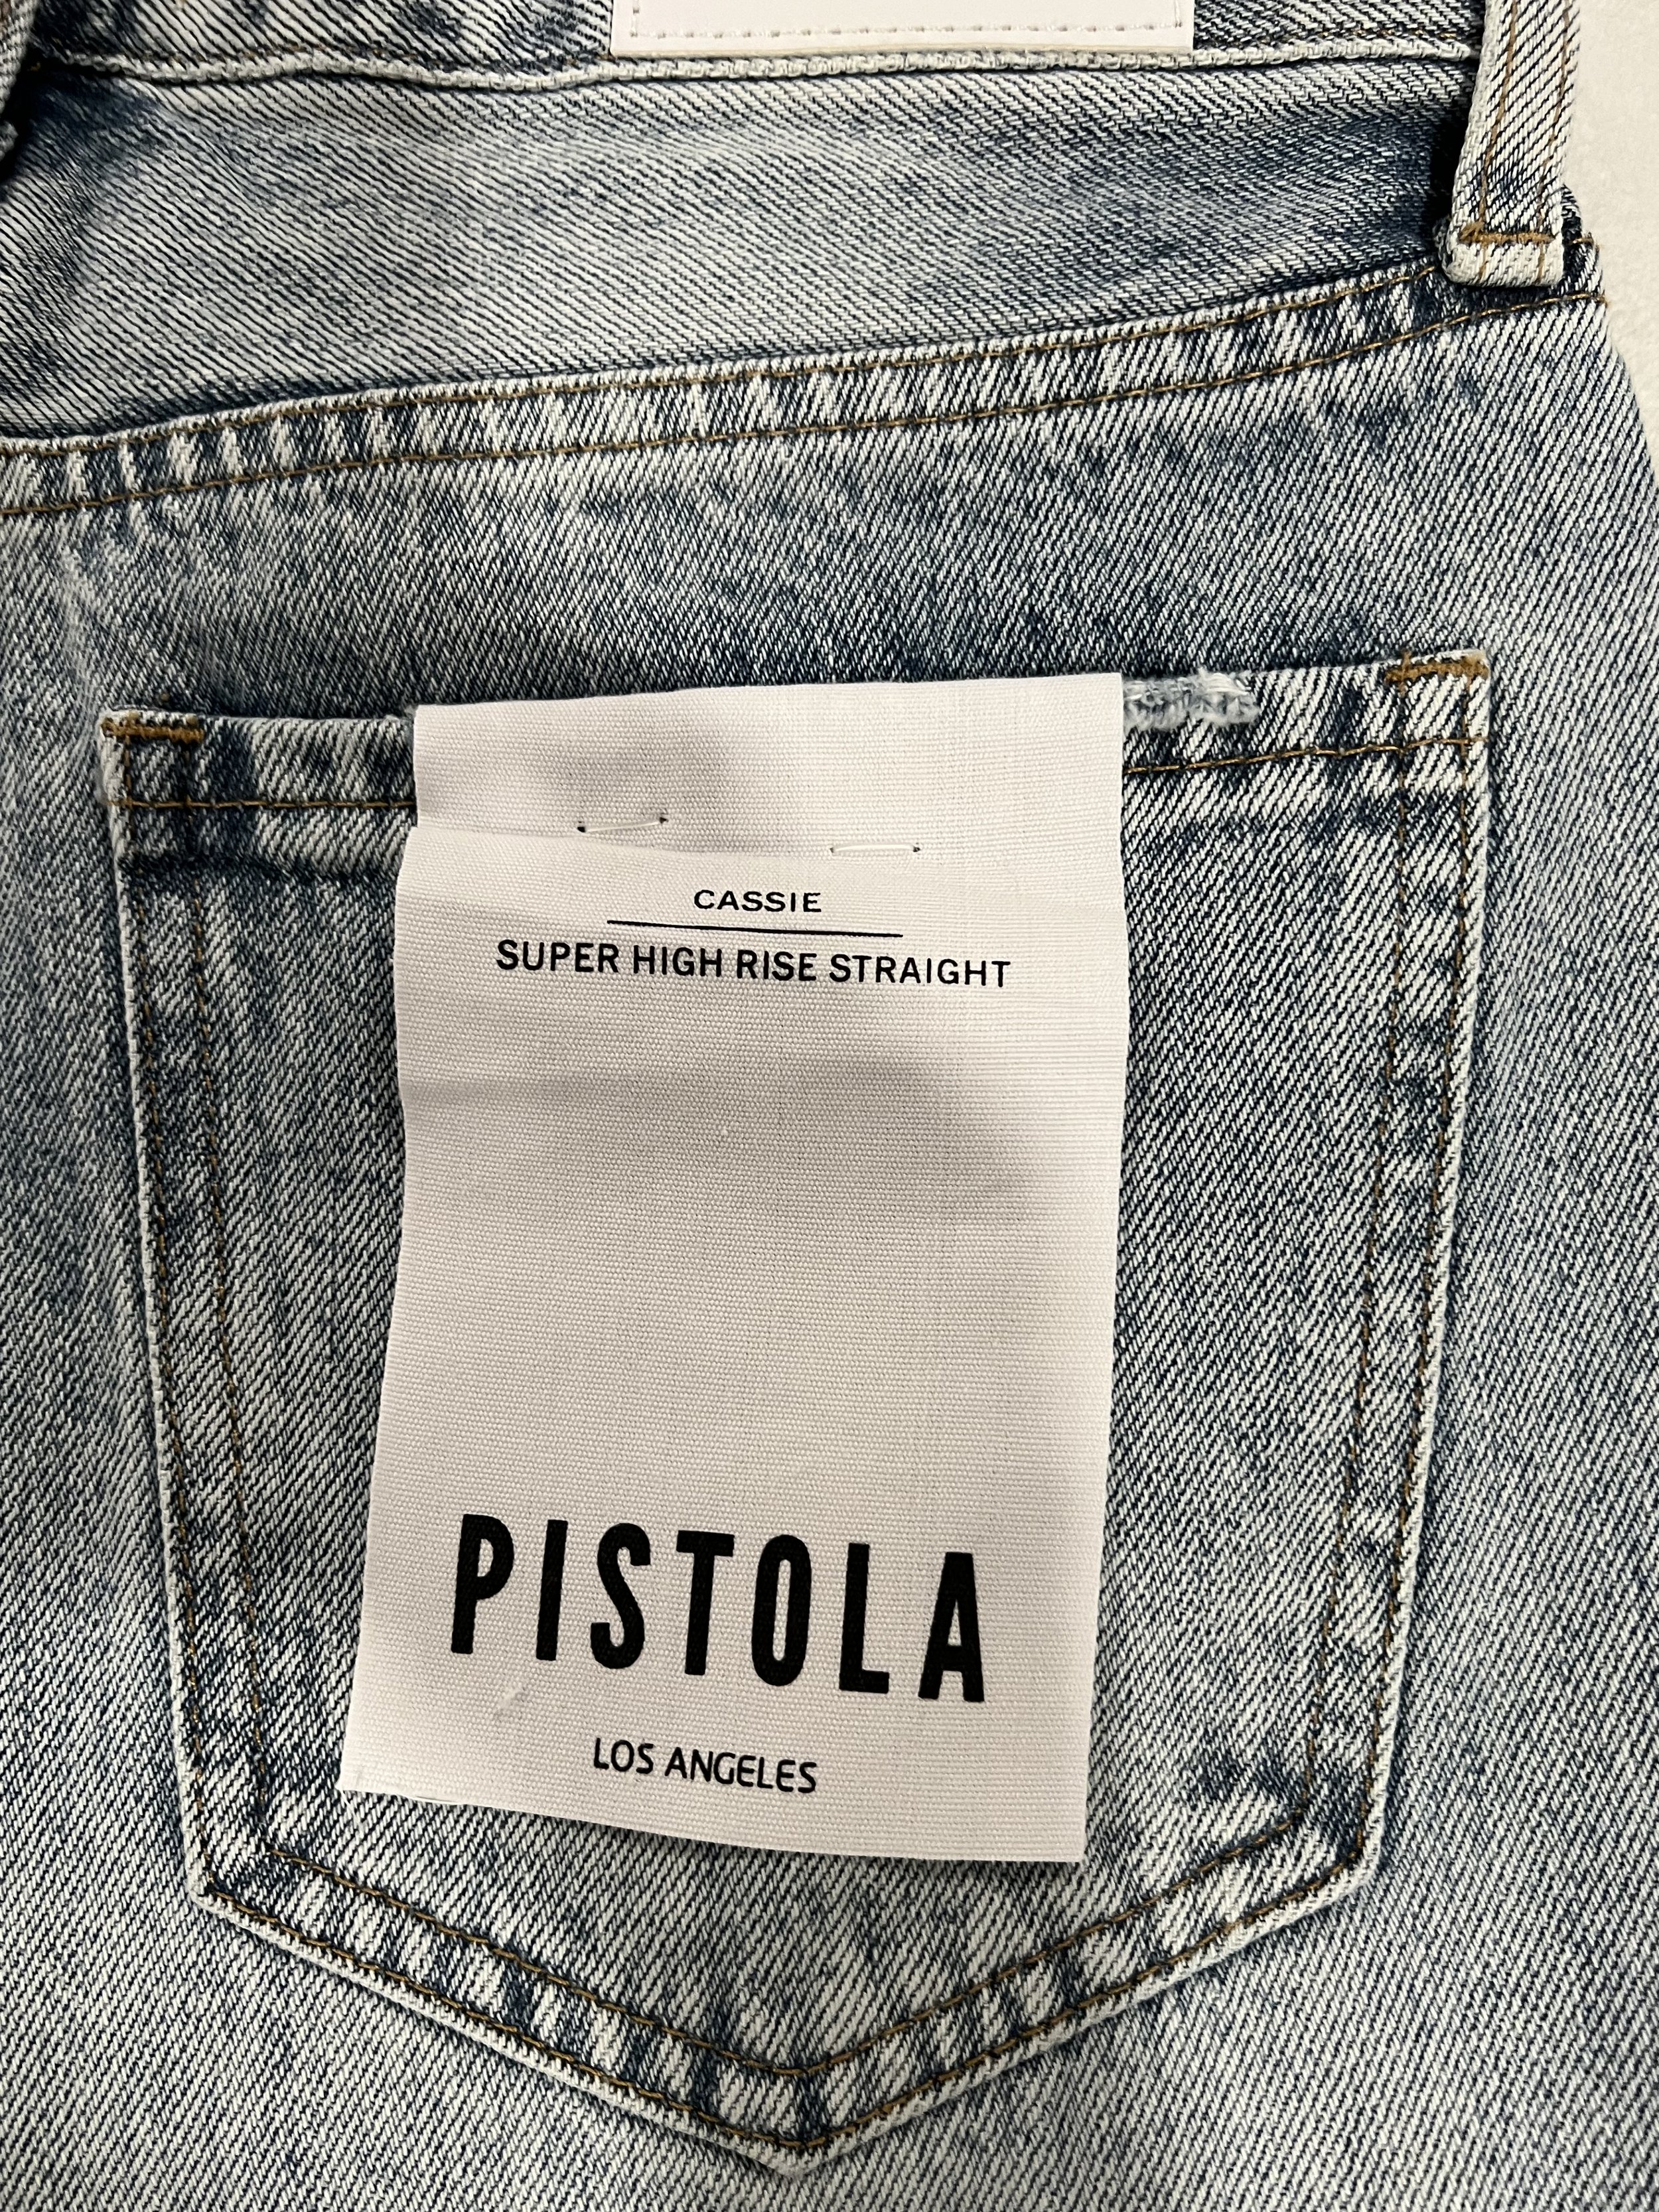 CASSIE
SUPER HIGH RISE STRAIGHT
PISTOLA
LOS ANGELES